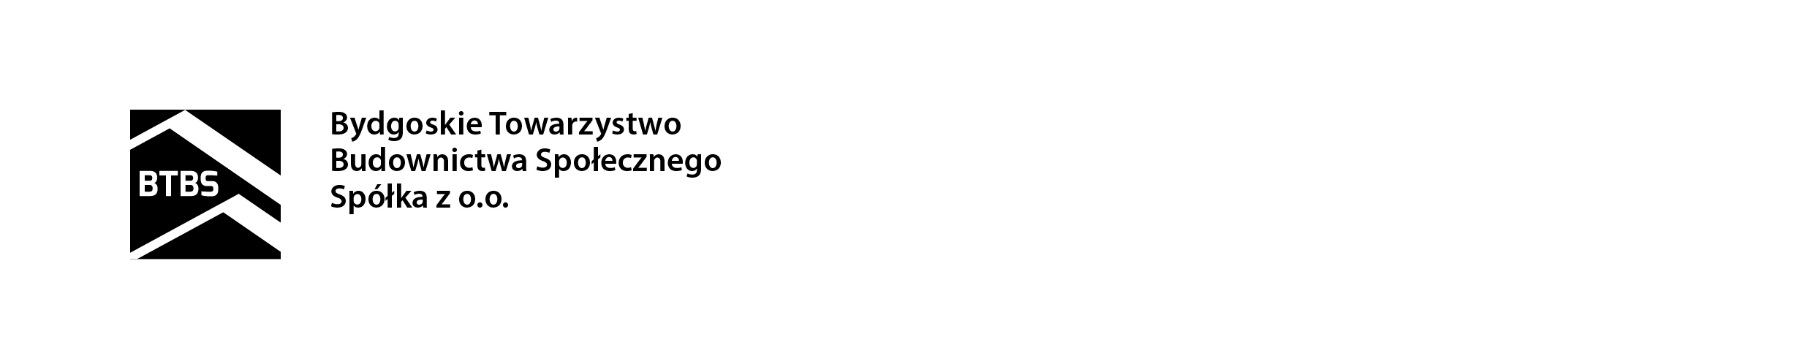 BTBS
Bydgoskie Towarzystwo
Budownictwa Społecznego
Spółka z o.o.